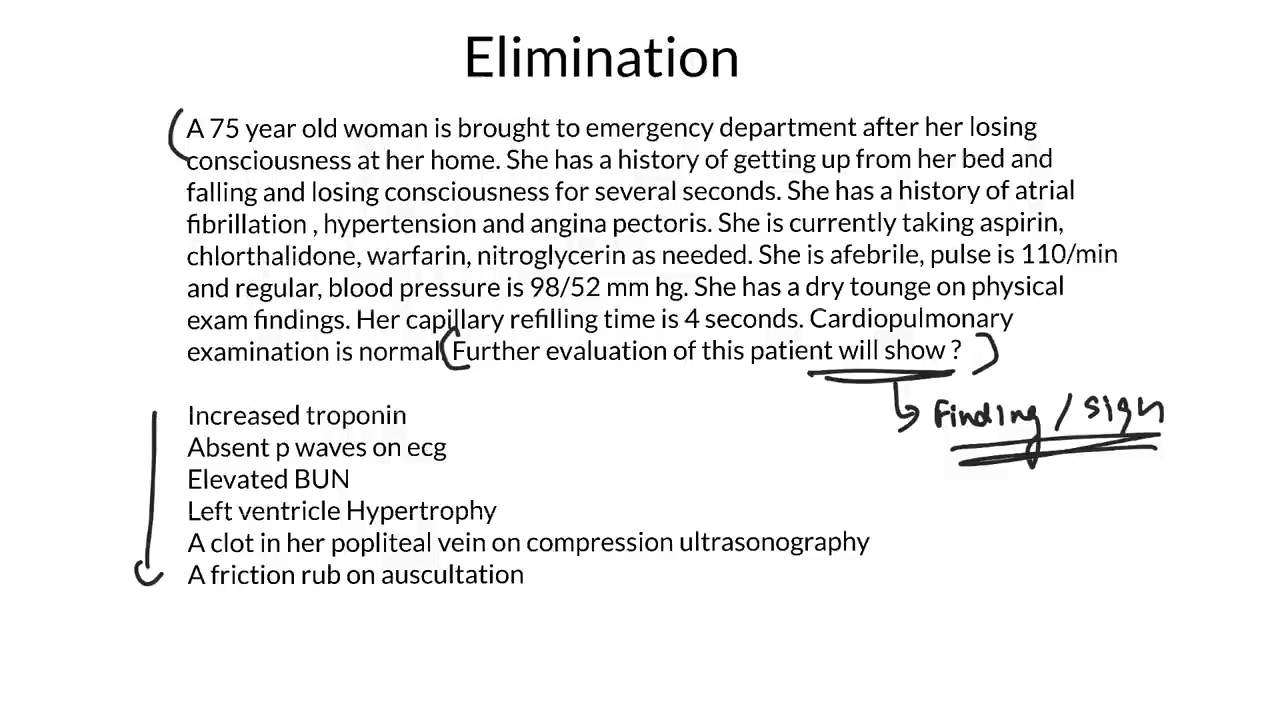 Elimination
A 75 year old woman is brought to emergency department after her losing
consciousness at her home. She has a history of getting up from her bed and
falling and losing consciousness for several seconds. She has a history of atrial
fibrillation , hypertension and angina pectoris. She is currently taking aspirin,
chlorthalidone, warfarin, nitroglycerin as needed. She is afebrile, pulse is 110/min
and regular, blood pressure is 98/52 mm hg. She has a dry tounge on physical
exam findings. Her capillary refilling time is 4 seconds. Cardiopulmonary
examination is normal (Further evaluation of this patient will show ? )
Finding / sign
Increased troponin
Absent p waves on ecg
Elevated BUN
Left ventricle Hypertrophy
A clot in her popliteal vein on compression ultrasonography
A friction rub on auscultation